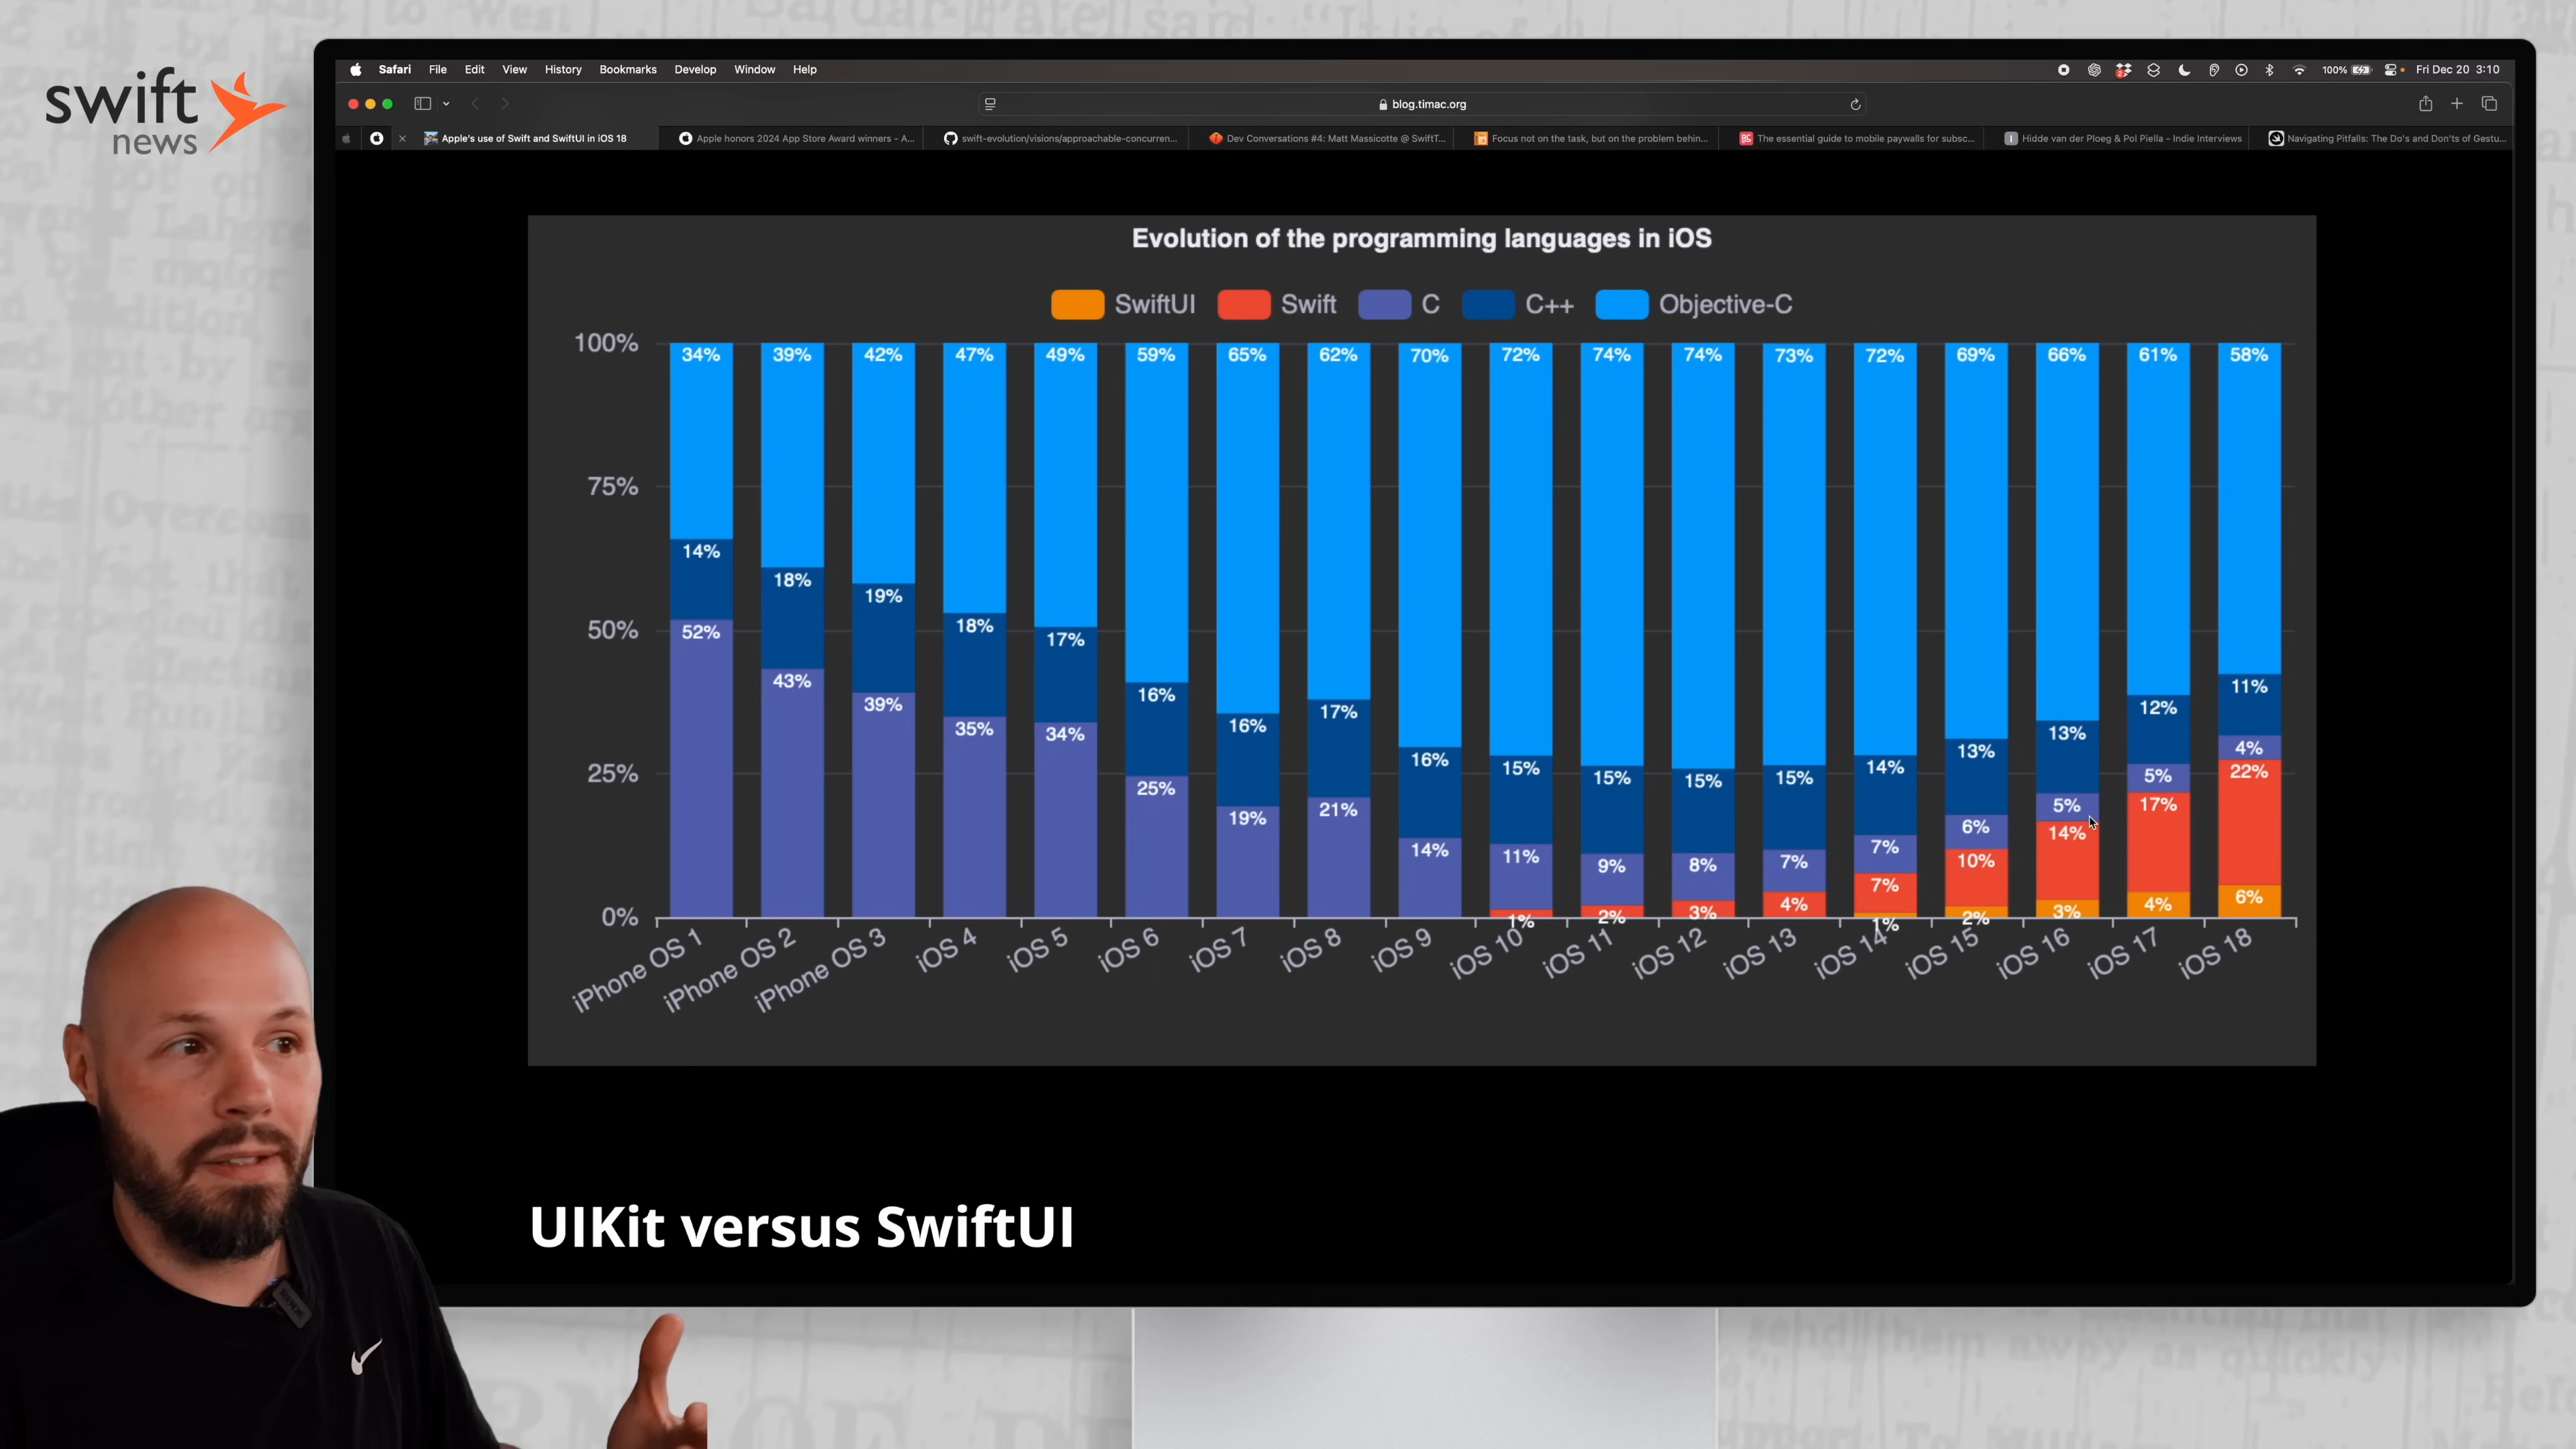 swift
news
Safari File Edit View History Bookmarks Develop Window Help
100% Fri Dec 20 3:10
blog.timac.org
Apple's use of Swift and SwiftUI in iOS 18
Apple honors 2024 App Store Award winners - A...
swift-evolution/visions/approachable-concurren...
Dev Conversations #4: Matt Massicotte @ SwiftT...
Focus not on the task, but on the problem behin...
The essential guide to mobile paywalls for subsc...
Hidde van der Ploeg & Pol Piella - Indie Interviews
Navigating Pitfalls: The Do's and Don'ts of Gestu...
Evolution of the programming languages in iOS
SwiftUI Swift C C++ Objective-C
100%
75%
50%
25%
0%
34% 39% 42% 47% 49% 59% 65% 62% 70% 72% 74% 74% 73% 72% 69% 66% 61% 58%
14% 18% 19% 18% 17% 16% 16% 17% 16% 15% 15% 15% 15% 14% 13% 13% 12% 11%
52% 43% 39% 35% 34% 25% 19% 21% 14% 11% 9% 8% 7% 7% 6% 5% 5% 4%
1% 2% 3% 4% 7% 10% 14% 17% 22%
1% 2% 3% 4% 6%
iPhone OS 1 iPhone OS 2 iPhone OS 3 iOS 4 iOS 5 iOS 6 iOS 7 iOS 8 iOS 9 iOS 10 iOS 11 iOS 12 iOS 13 iOS 14 iOS 15 iOS 16 iOS 17 iOS 18
UIKit versus SwiftUI
RODE